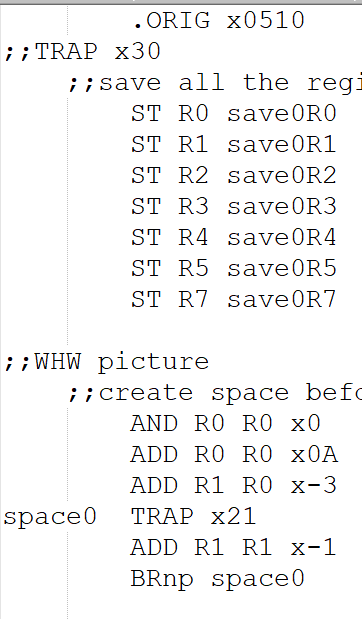 .ORIG x0510
;;TRAP x30
;;save all the regi
ST R0 save0R0
ST R1 save0R1
ST R2 save0R2
ST R3 save0R3
ST R4 save0R4
ST R5 save0R5
ST R7 save0R7
;;WHW picture
;;create space befo
AND R0 R0 x0
ADD R0 R0 x0A
ADD R1 R0 x-3
space0 TRAP x21
ADD R1 R1 x-1
BRnp space0